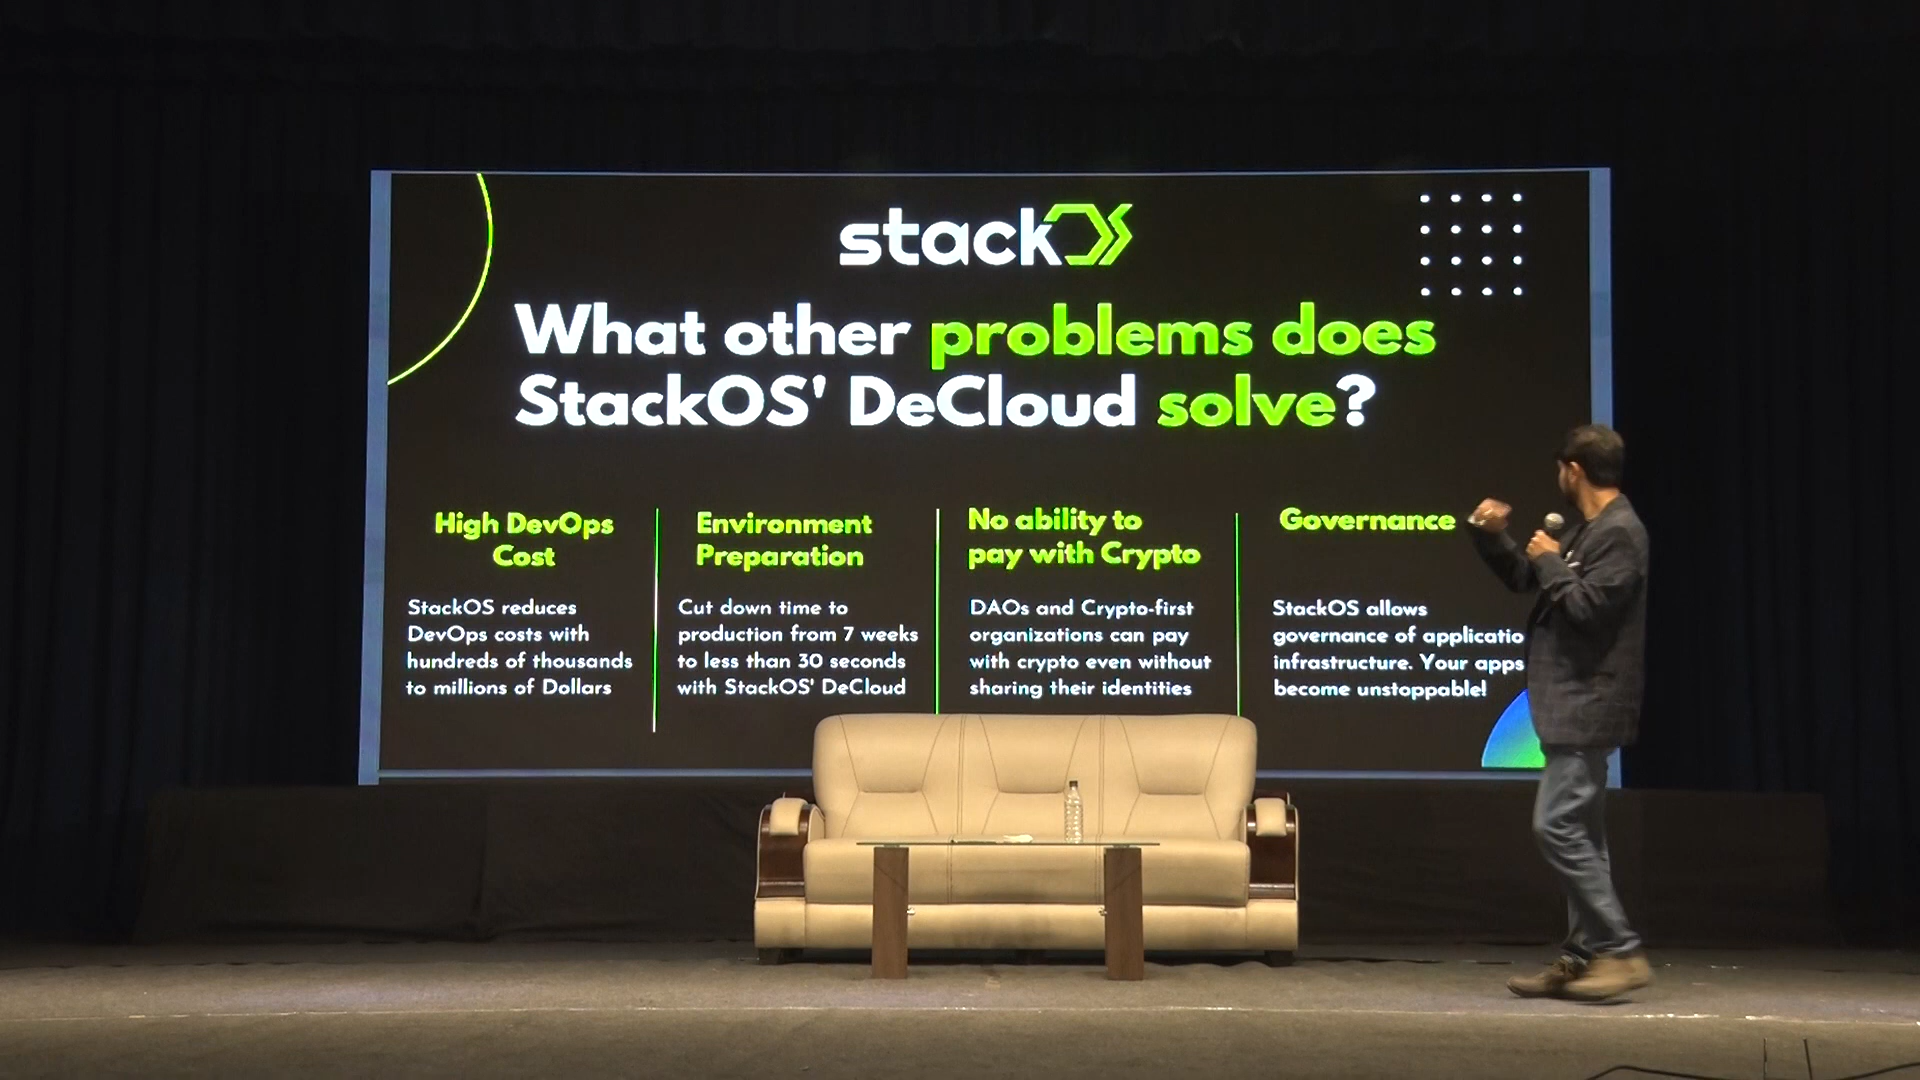 stackOS
What other problems does
StackOS' DeCloud solve?
High DevOps
Cost
StackOS reduces
DevOps costs with
hundreds of thousands
to millions of Dollars
Environment
Preparation
Cut down time to
production from 7 weeks
to less than 30 seconds
with StackOS' DeCloud
No ability to
pay with Crypto
DAOs and Crypto-first
organizations can pay
with crypto even without
sharing their identities
Governance
StackOS allows
governance of applicatio
infrastructure. Your apps
become unstoppable!